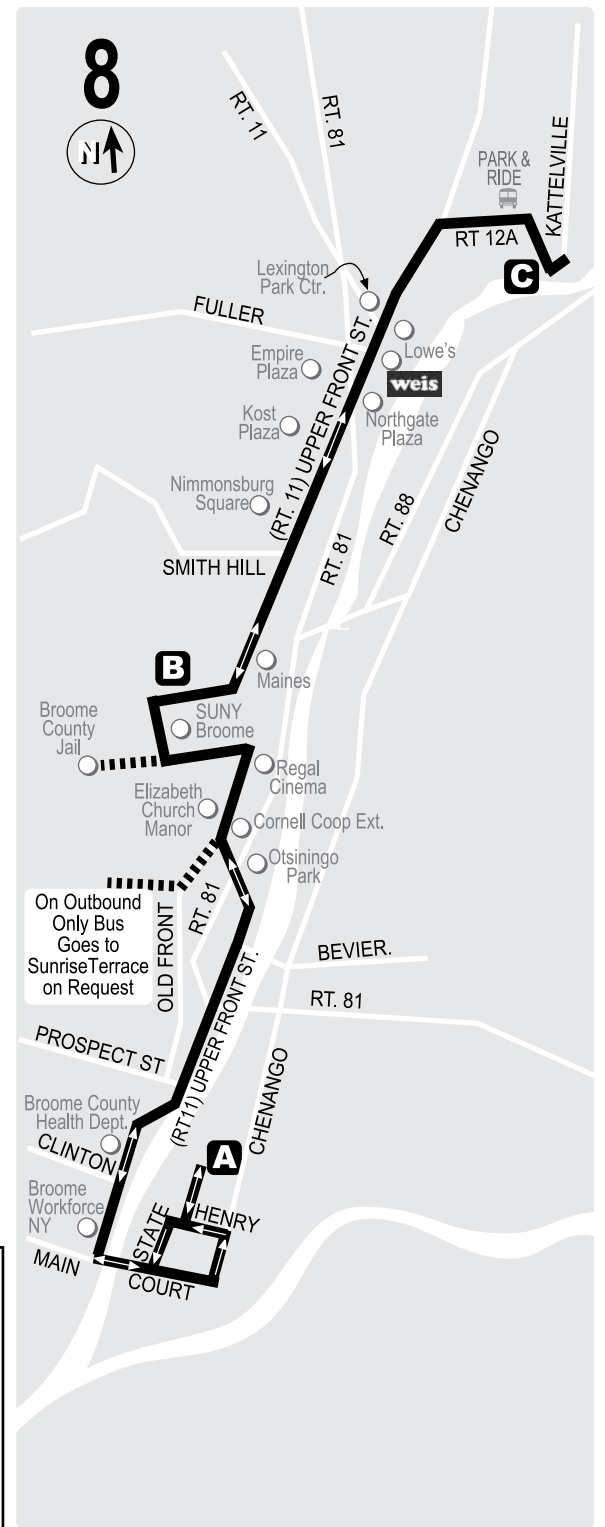 8
N
RT. 11
RT. 81
PARK &
RIDE
KATTELVILLE
RT 12A
C
Lexington
Park Ctr.
FULLER
Lowe's
Empire
Plaza
weis
Northgate
Plaza
Kost
Plaza
(RT. 11) UPPER FRONT ST.
CHENANGO
RT. 88
Nimmonsburg
Square
RT. 81
SMITH HILL
B
Maines
Broome
County
Jail
SUNY
Broome
Regal
Cinema
Elizabeth
Church
Manor
Cornell Coop Ext.
Otsiningo
Park
RT. 81
On Outbound
Only Bus
Goes to
SunriseTerrace
on Request
OLD FRONT
BEVIER.
RT. 81
(RT11) UPPER FRONT ST.
PROSPECT ST
CHENANGO
Broome County
Health Dept.
CLINTON
A
Broome
Workforce
NY
STATE
HENRY
MAIN
COURT